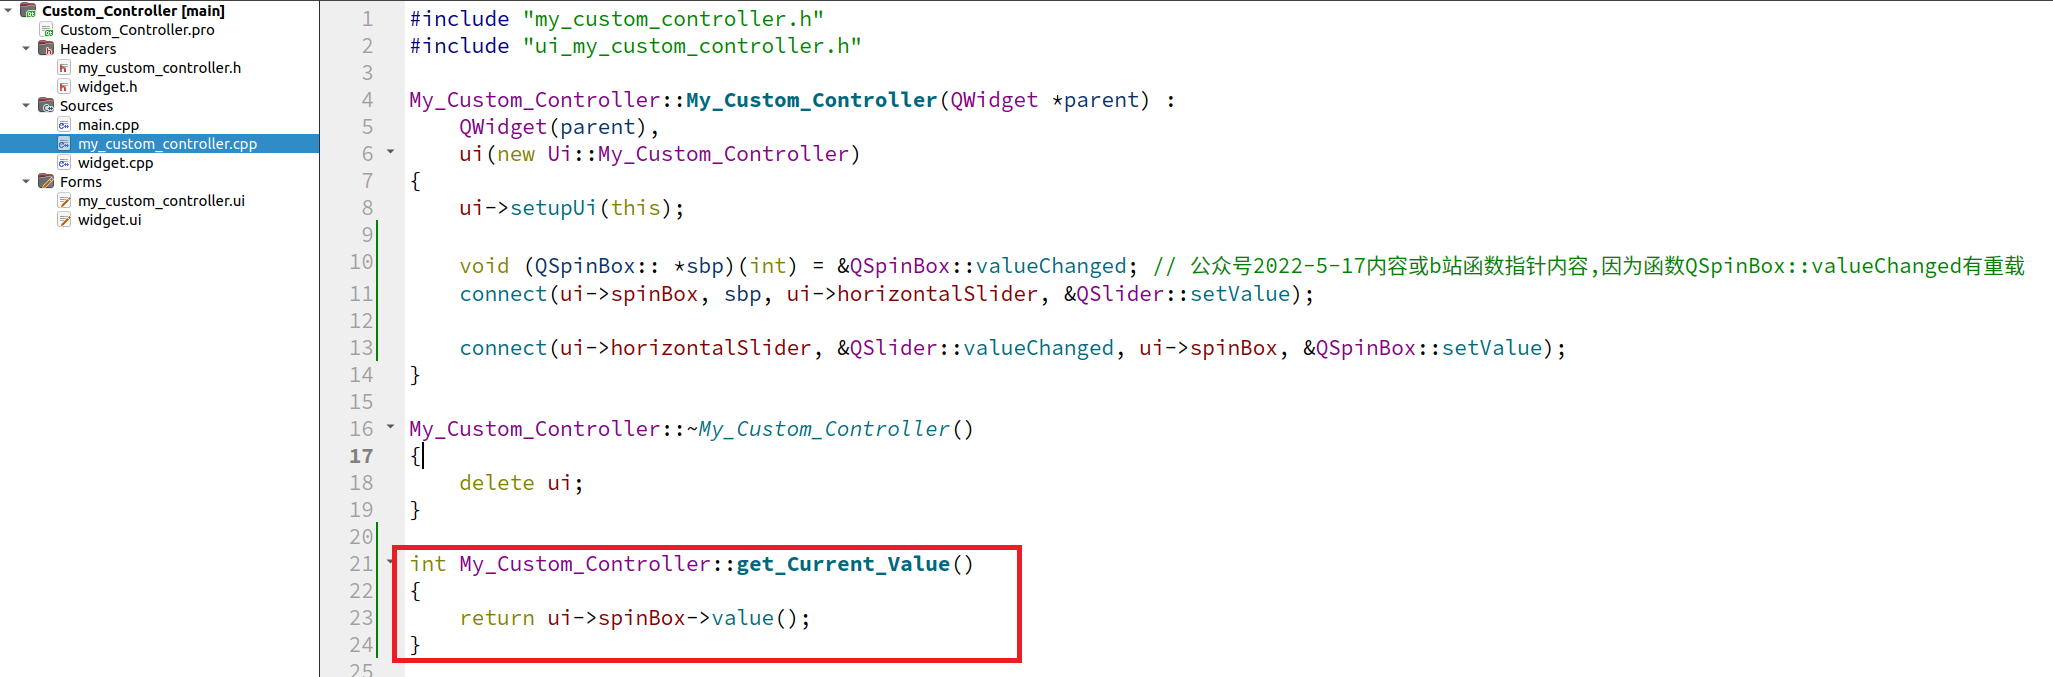 Custom_Controller [main]
Custom_Controller.pro
Headers
my_custom_controller.h
widget.h
Sources
main.cpp
my_custom_controller.cpp
widget.cpp
Forms
my_custom_controller.ui
widget.ui
1 #include "my_custom_controller.h"
2 #include "ui_my_custom_controller.h"
3
4 My_Custom_Controller::My_Custom_Controller(QWidget *parent) :
5     QWidget(parent),
6     ui(new Ui::My_Custom_Controller)
7 {
8     ui->setupUi(this);
9
10     void (QSpinBox:: *sbp)(int) = &QSpinBox::valueChanged; // 公众号2022-5-17内容或b站函数指针内容,因为函数QSpinBox::valueChanged有重载
11     connect(ui->spinBox, sbp, ui->horizontalSlider, &QSlider::setValue);
12
13     connect(ui->horizontalSlider, &QSlider::valueChanged, ui->spinBox, &QSpinBox::setValue);
14 }
15
16 My_Custom_Controller::~My_Custom_Controller()
17 {
18     delete ui;
19 }
20
21 int My_Custom_Controller::get_Current_Value()
22 {
23     return ui->spinBox->value();
24 }
25